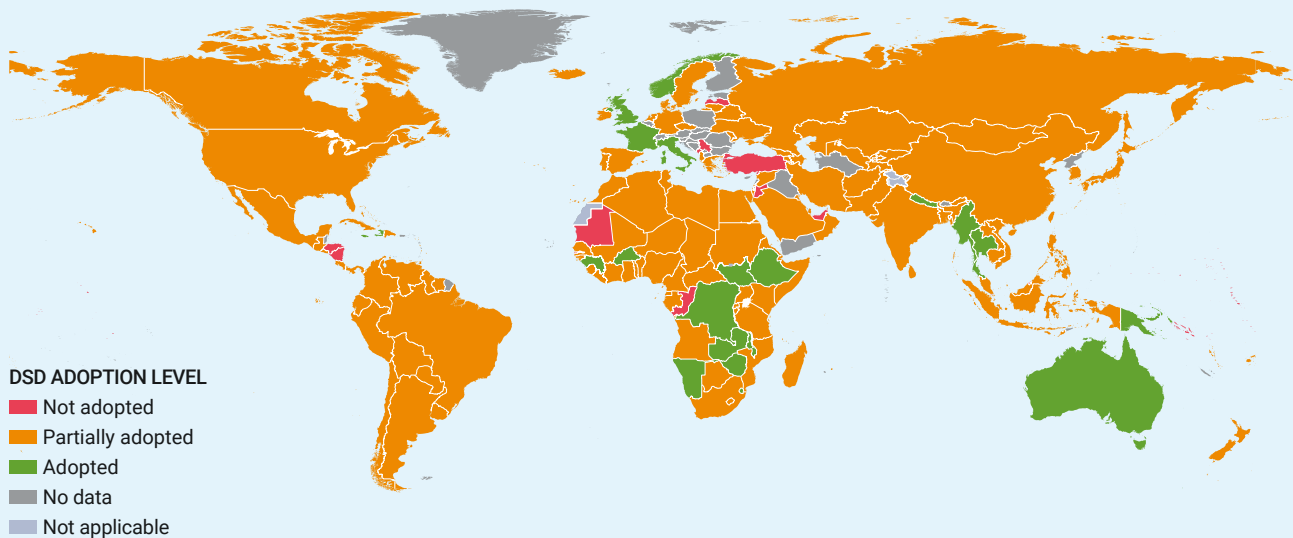 DSD ADOPTION LEVEL
Not adopted
Partially adopted
Adopted
No data
Not applicable